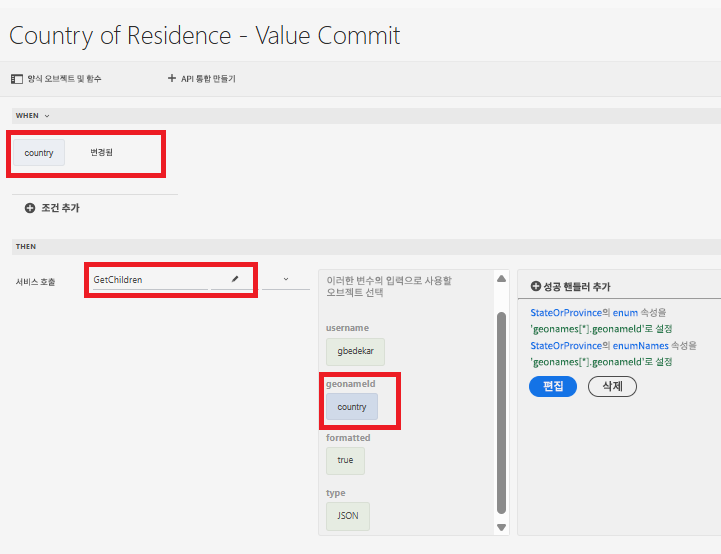 Country of Residence - Value Commit
양식 오브젝트 및 함수
API 통합 만들기
WHEN
country 변경됨
조건 추가
THEN
서비스 호출
GetChildren
이러한 변수의 입력으로 사용할
오브젝트 선택
username
gbedekar
geonameId
country
formatted
true
type
JSON
성공 핸들러 추가
StateOrProvince의 enum 속성을
'geonames[*].geonameId'로 설정
StateOrProvince의 enumNames 속성을
'geonames[*].geonameId'로 설정
편집 삭제